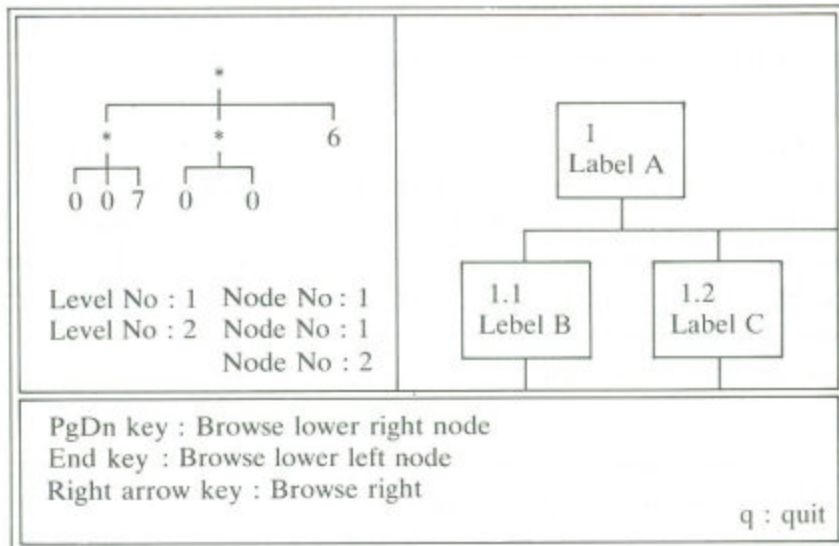 *
* * 6
0 0 7 0 0
Level No : 1 Node No : 1
Level No : 2 Node No : 1
Node No : 2
1
Label A
1.1
Lebel B
1.2
Label C
PgDn key : Browse lower right node
End key : Browse lower left node
Right arrow key : Browse right
q : quit